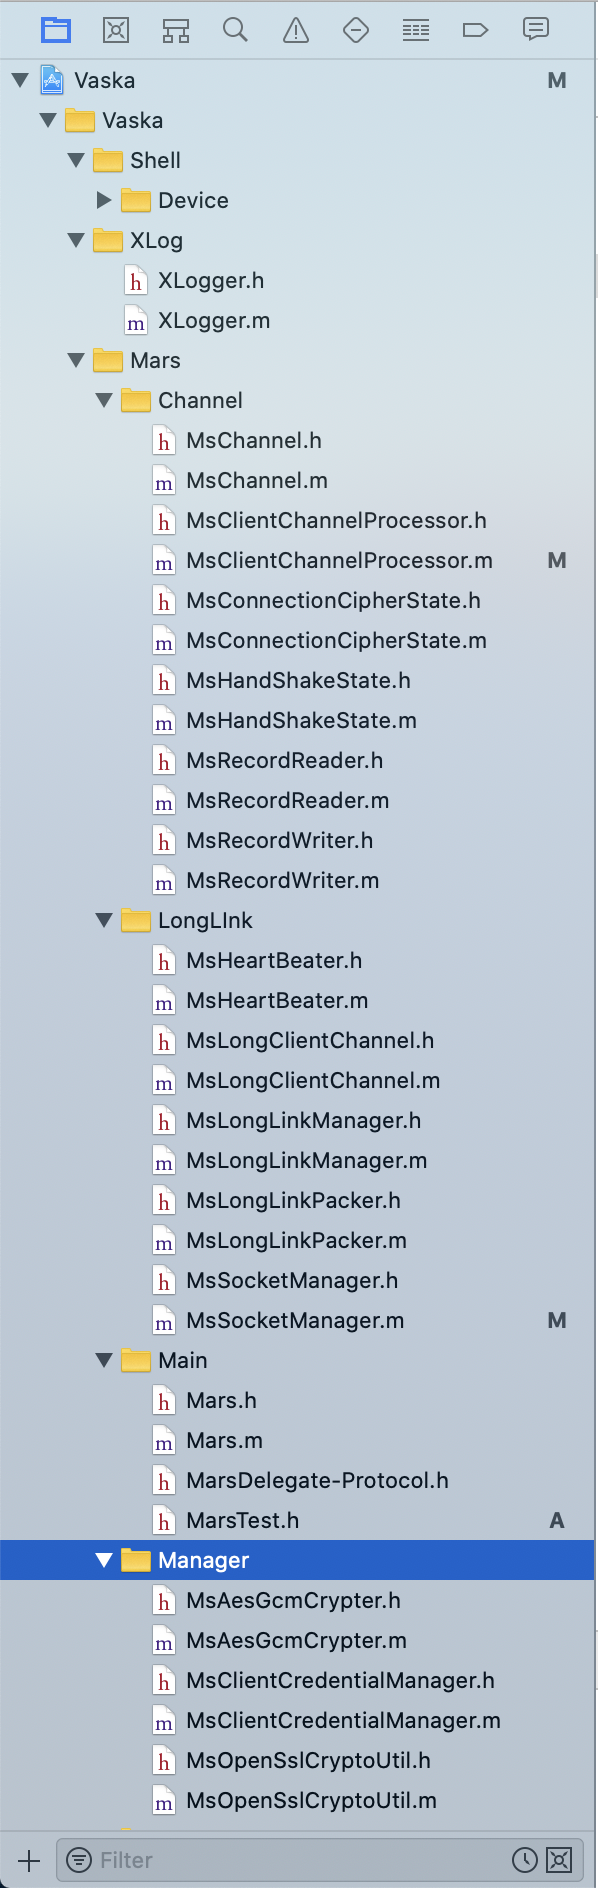 Vaska M
Vaska
Shell
Device
XLog
h XLogger.h
m XLogger.m
Mars
Channel
h MsChannel.h
m MsChannel.m
h MsClientChannelProcessor.h
m MsClientChannelProcessor.m M
h MsConnectionCipherState.h
m MsConnectionCipherState.m
h MsHandShakeState.h
m MsHandShakeState.m
h MsRecordReader.h
m MsRecordReader.m
h MsRecordWriter.h
m MsRecordWriter.m
LongLInk
h MsHeartBeater.h
m MsHeartBeater.m
h MsLongClientChannel.h
m MsLongClientChannel.m
h MsLongLinkManager.h
m MsLongLinkManager.m
h MsLongLinkPacker.h
m MsLongLinkPacker.m
h MsSocketManager.h
m MsSocketManager.m M
Main
h Mars.h
m Mars.m
h MarsDelegate-Protocol.h
h MarsTest.h A
Manager
h MsAesGcmCrypter.h
m MsAesGcmCrypter.m
h MsClientCredentialManager.h
m MsClientCredentialManager.m
h MsOpenSslCryptoUtil.h
m MsOpenSslCryptoUtil.m
Filter